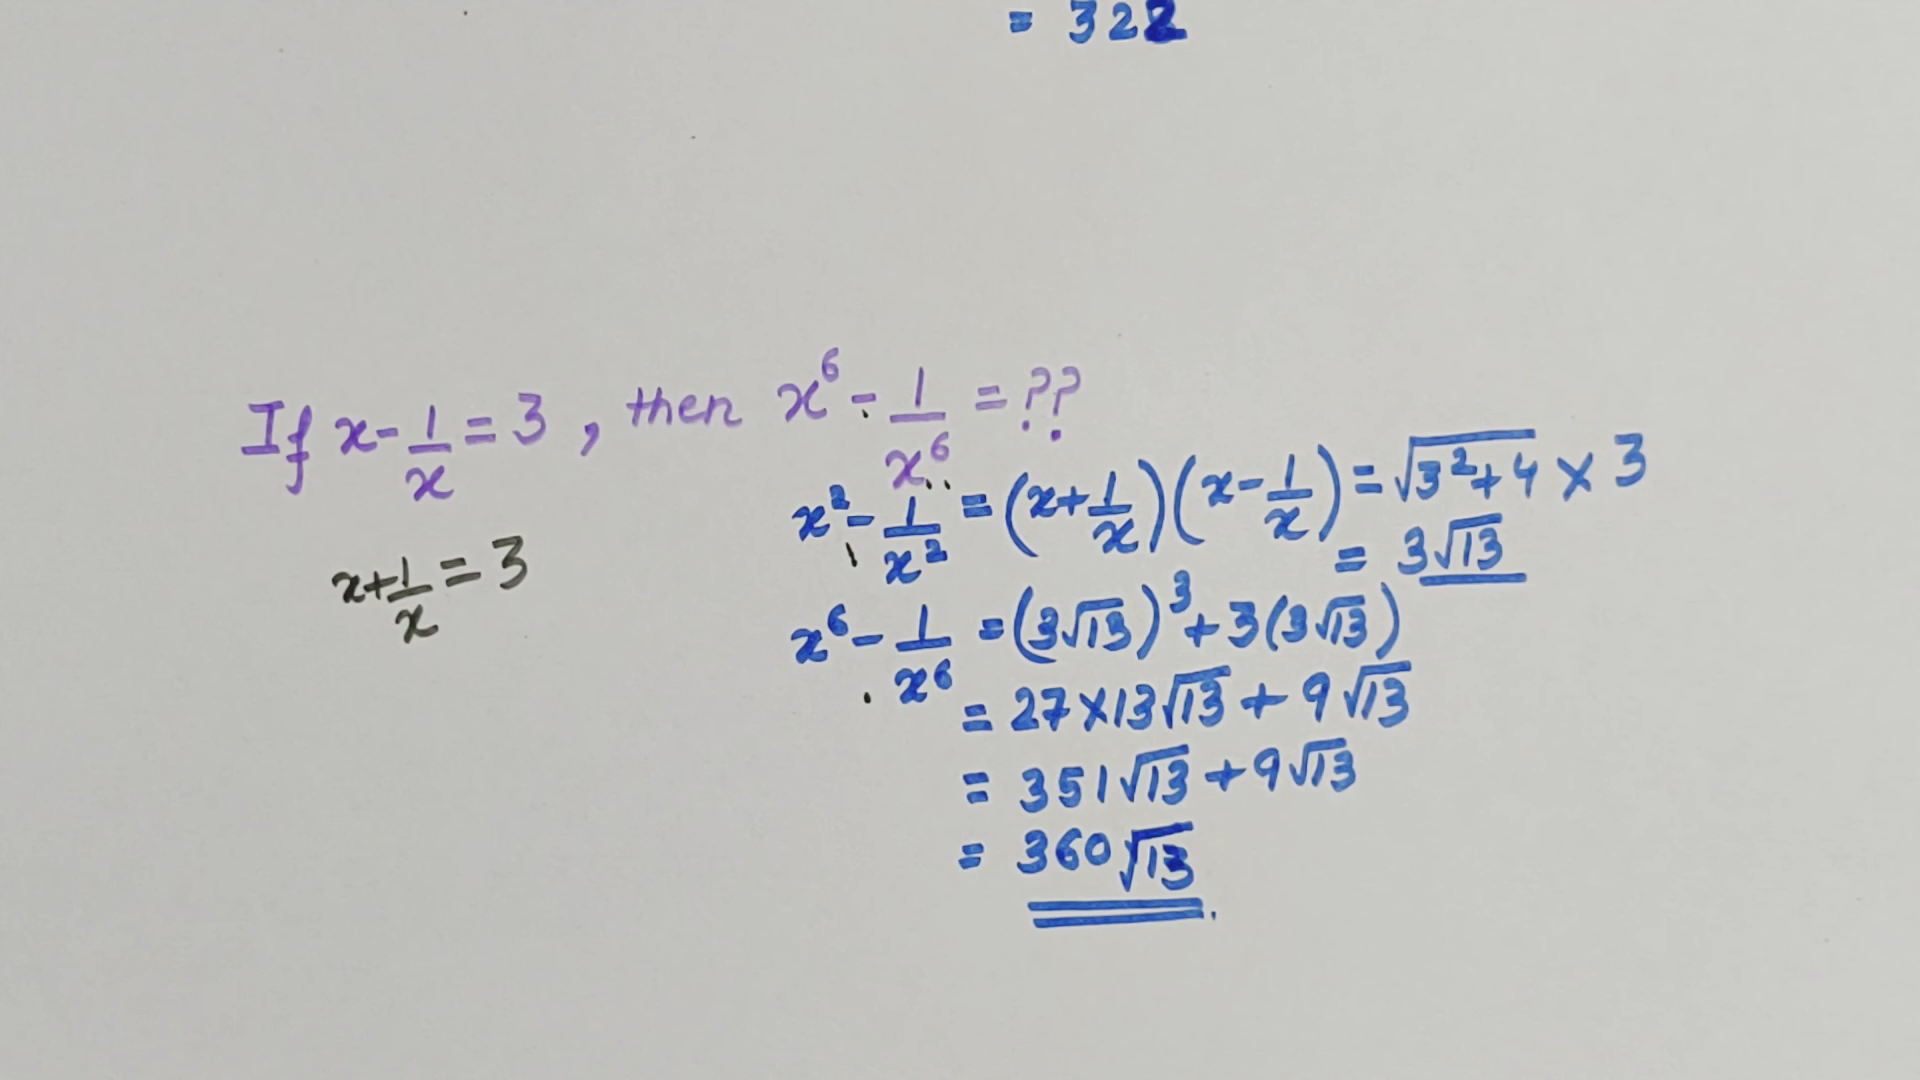 = 322
If x - 1/x = 3, then x⁶ - 1/x⁶ = ??
x² - 1/x² = (x + 1/x)(x - 1/x) = √(3² + 4) × 3
= 3√13
x + 1/x = 3
x⁶ - 1/x⁶ = (3√13)³ + 3(3√13)
= 27 × 13√13 + 9√13
= 351√13 + 9√13
= 360√13.